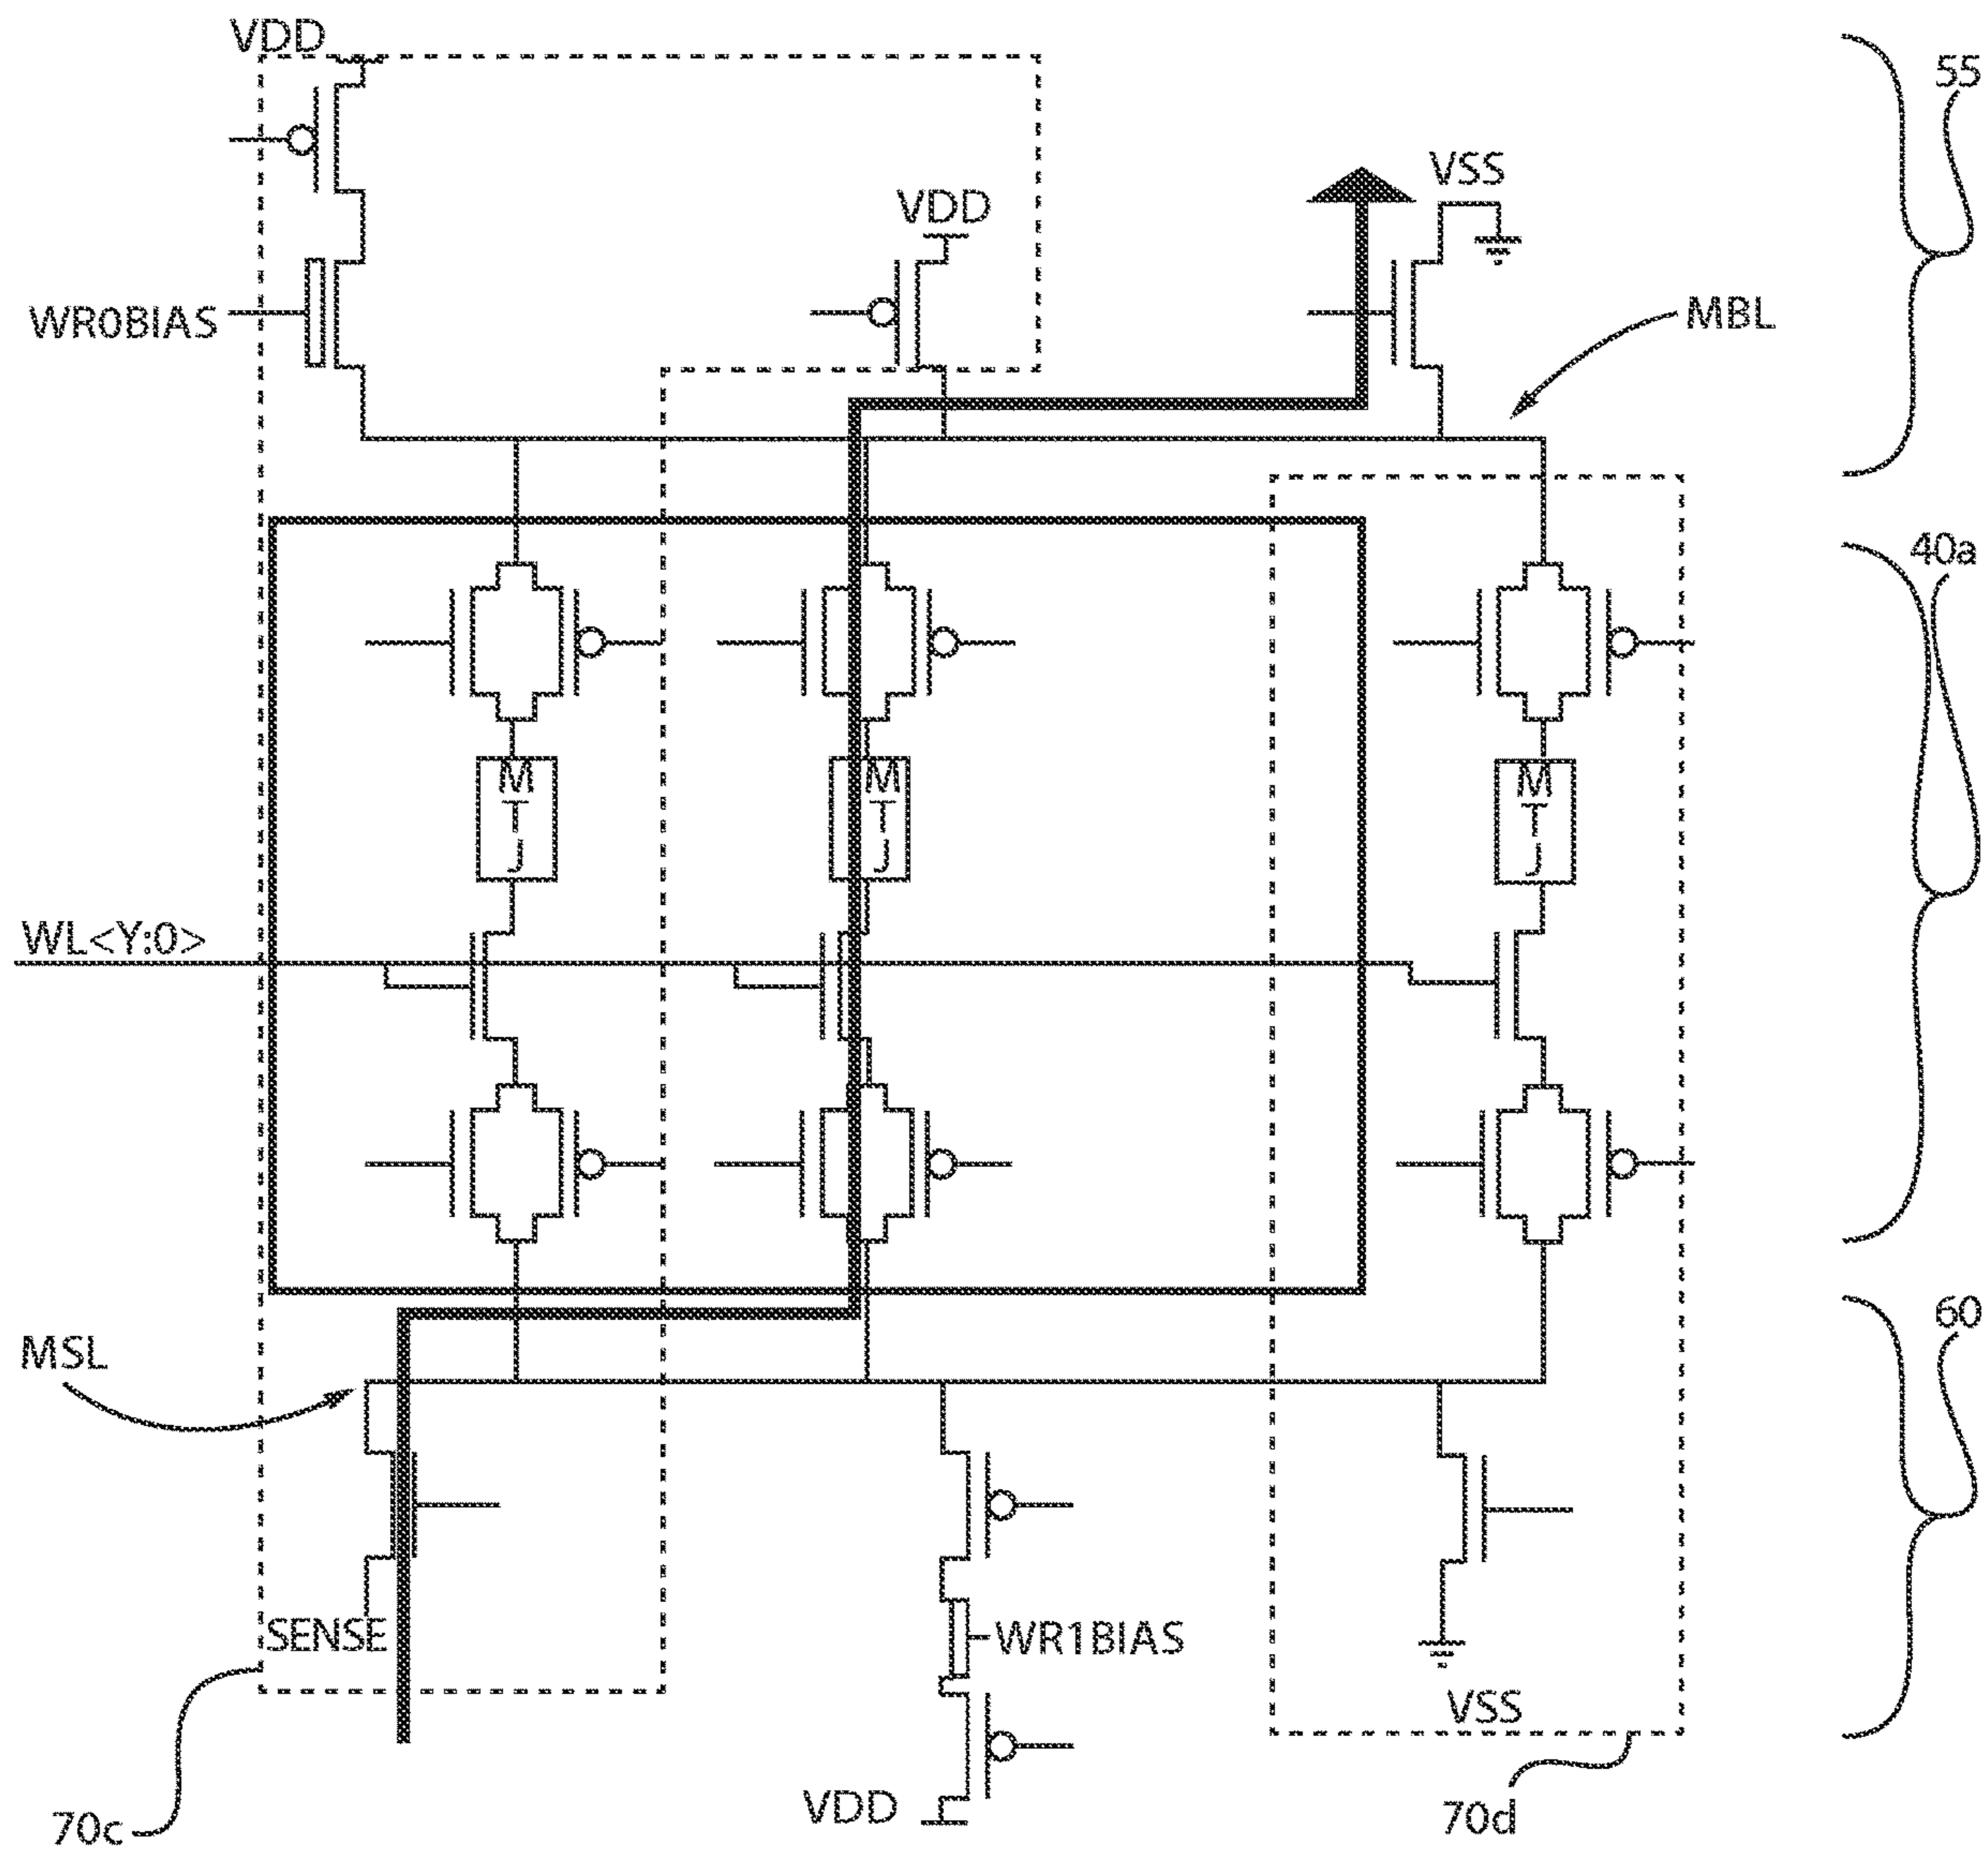 VDD
55
VSS
VDD
WR0BIAS
MBL
40a
M
T
J
M
T
J
M
T
J
WL<Y:0>
60
MSL
SENSE
WR1BIAS
VSS
VDD
70c
70d